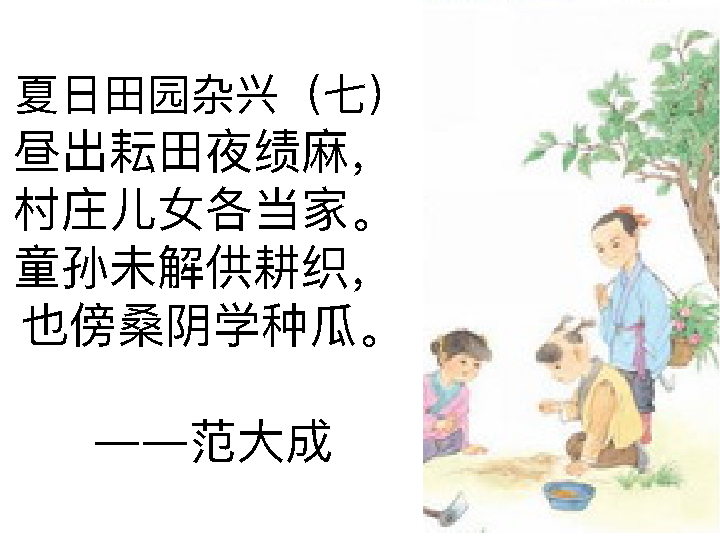 夏日田园杂兴（七）
昼出耘田夜绩麻，
村庄儿女各当家。
童孙未解供耕织，
也傍桑阴学种瓜。
——范大成